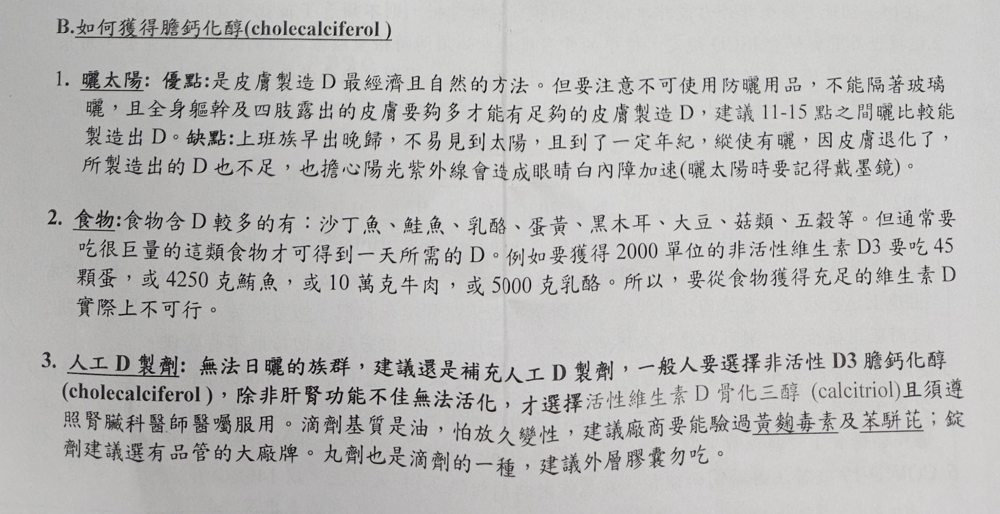 B.如何獲得膽鈣化醇(cholecalciferol )
1. 曬太陽: 優點:是皮膚製造 D 最經濟且自然的方法。但要注意不可使用防曬用品，不能隔著玻璃
曬，且全身軀幹及四肢露出的皮膚要夠多才能有足夠的皮膚製造 D，建議 11-15 點之間曬比較能
製造出 D。缺點:上班族早出晚歸，不易見到太陽，且到了一定年紀，縱使有曬，因皮膚退化了，
所製造出的 D 也不足，也擔心陽光紫外線會造成眼睛白內障加速(曬太陽時要記得戴墨鏡)。
2. 食物:食物含 D 較多的有：沙丁魚、鮭魚、乳酪、蛋黃、黑木耳、大豆、菇類、五穀等。但通常要
吃很巨量的這類食物才可得到一天所需的 D。例如要獲得 2000 單位的非活性維生素 D3 要吃 45
顆蛋，或 4250 克鮪魚，或 10 萬克牛肉，或 5000 克乳酪。所以，要從食物獲得充足的維生素 D
實際上不可行。
3. 人工 D 製劑: 無法日曬的族群，建議還是補充人工 D 製劑，一般人要選擇非活性 D3 膽鈣化醇
(cholecalciferol )，除非肝腎功能不佳無法活化，才選擇活性維生素 D 骨化三醇 (calcitriol)且須遵
照腎臟科醫師醫囑服用。滴劑基質是油，怕放久變性，建議廠商要能驗過黃麴毒素及苯駢芘；錠
劑建議選有品管的大廠牌。丸劑也是滴劑的一種，建議外層膠囊勿吃。